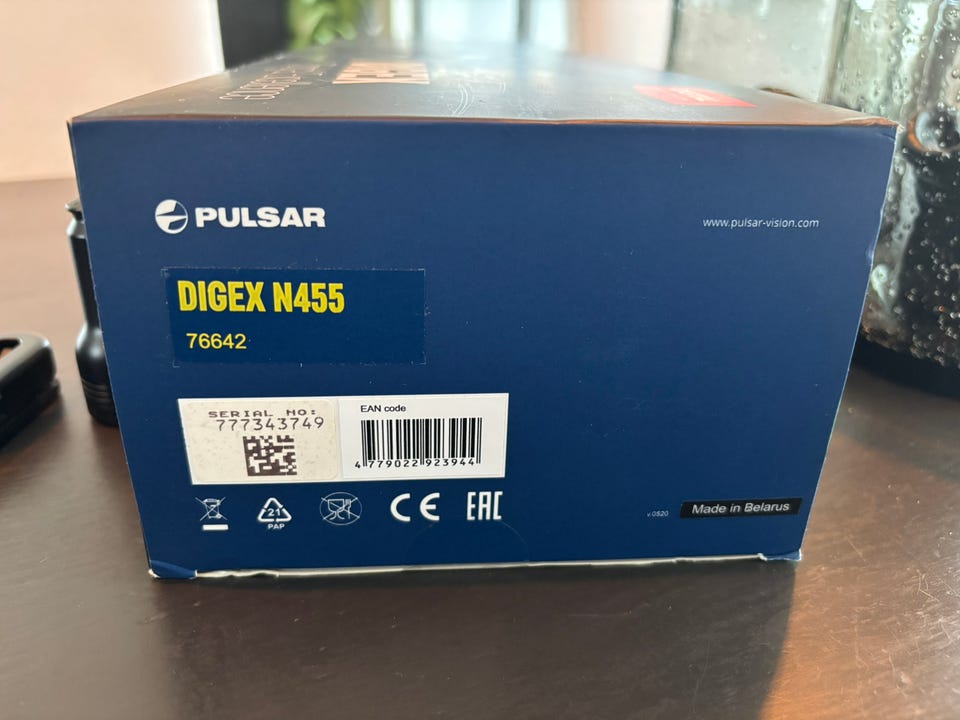 PULSAR
www.pulsar-vision.com
DIGEX N455
76642
SERIAL NO:
777343749
EAN code
4 779022 923944
21
PAP
CE
EAC
v.0520
Made in Belarus